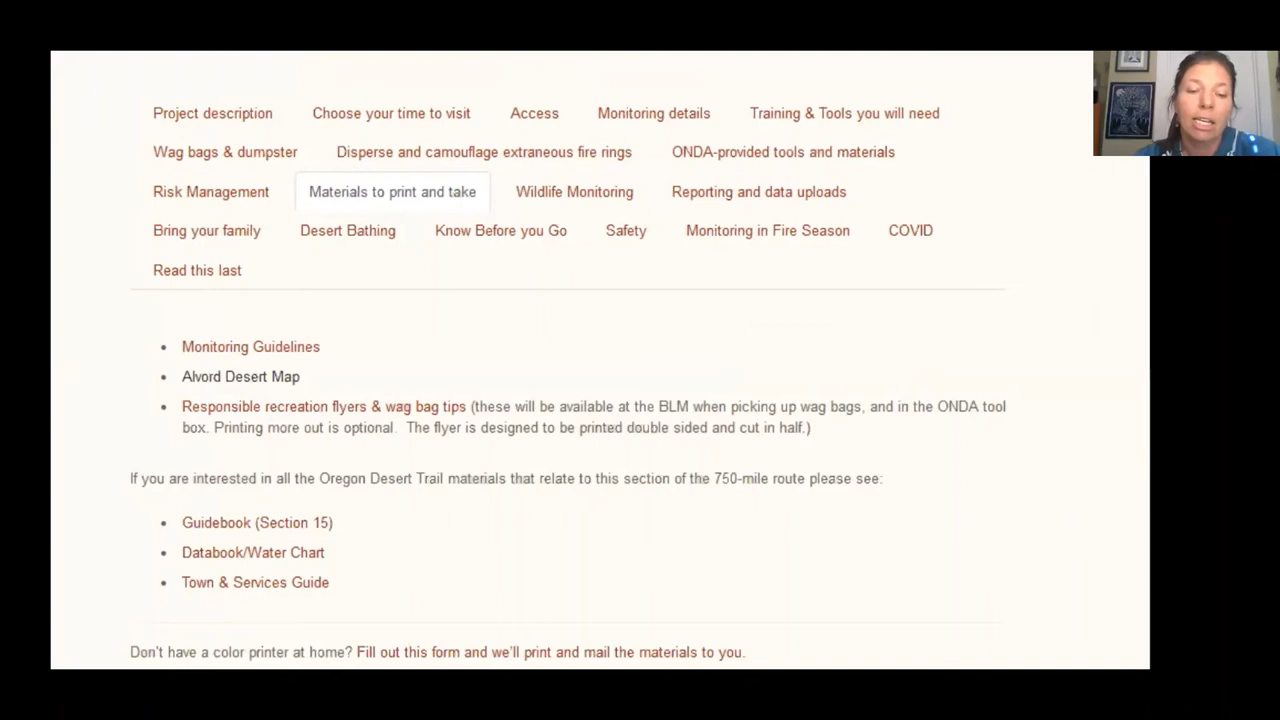 Project description Choose your time to visit Access Monitoring details Training & Tools you will need
Wag bags & dumpster Disperse and camouflage extraneous fire rings ONDA-provided tools and materials
Risk Management Materials to print and take Wildlife Monitoring Reporting and data uploads
Bring your family Desert Bathing Know Before you Go Safety Monitoring in Fire Season COVID
Read this last
• Monitoring Guidelines
• Alvord Desert Map
• Responsible recreation flyers & wag bag tips (these will be available at the BLM when picking up wag bags, and in the ONDA tool
box. Printing more out is optional. The flyer is designed to be printed double sided and cut in half.)
If you are interested in all the Oregon Desert Trail materials that relate to this section of the 750-mile route please see:
• Guidebook (Section 15)
• Databook/Water Chart
• Town & Services Guide
Don't have a color printer at home? Fill out this form and we'll print and mail the materials to you.